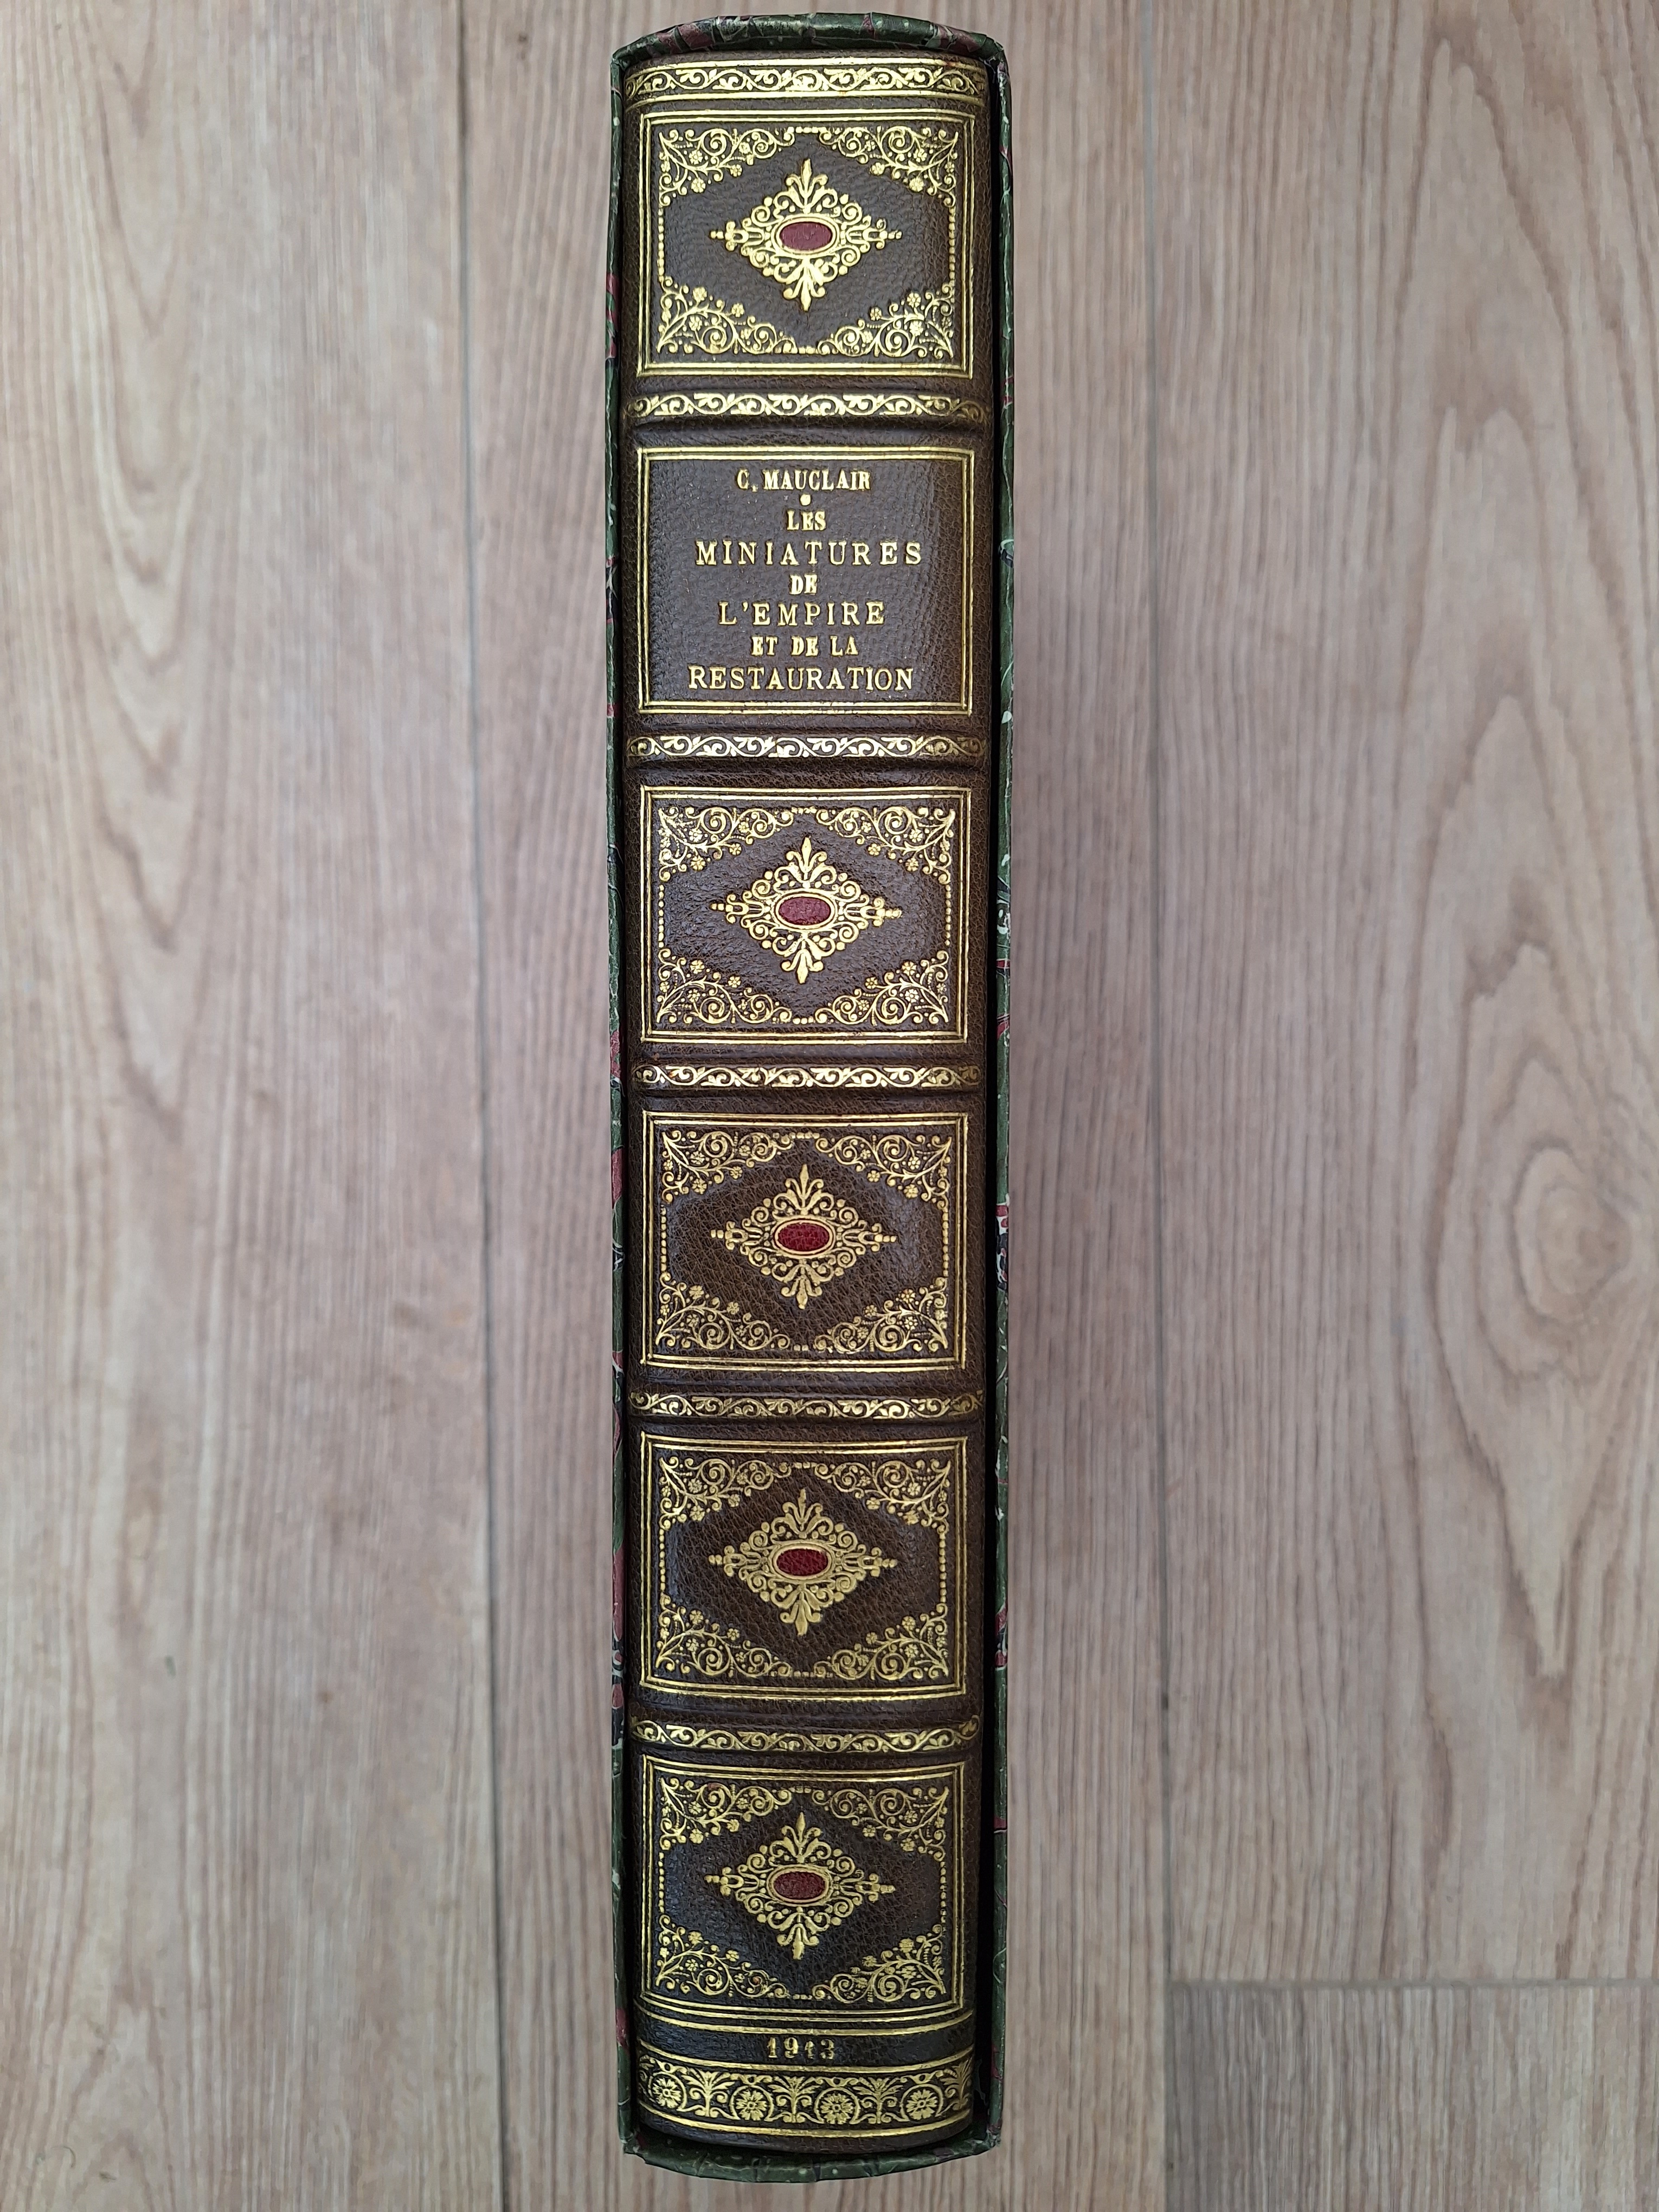 C. MAUCLAIR
LES
MINIATURES
DE
L'EMPIRE
ET DE LA
RESTAURATION
1913